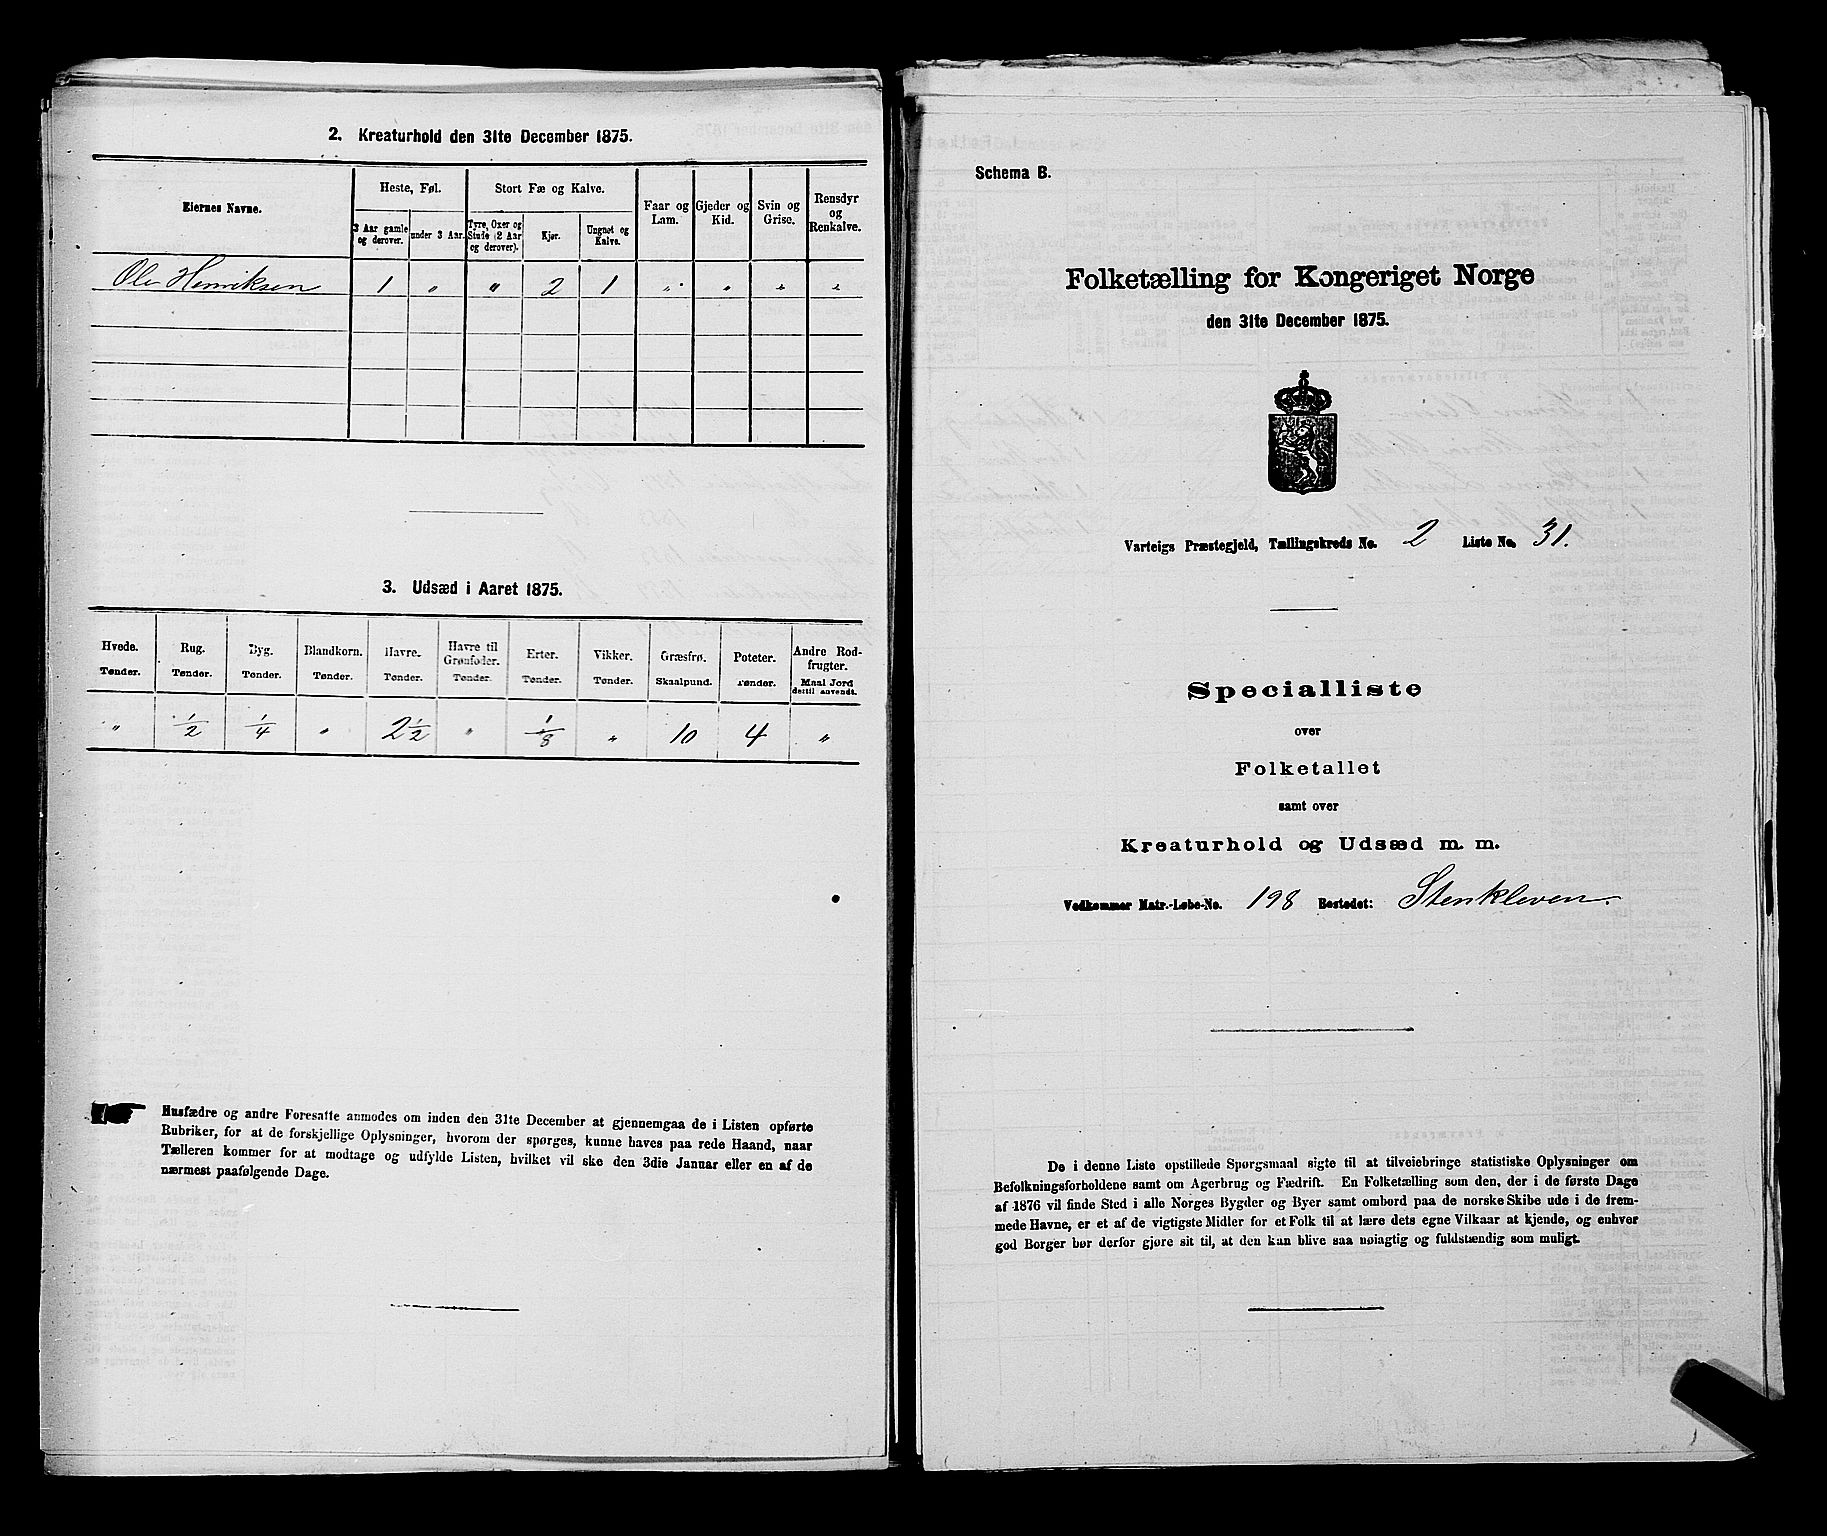 2. Kreaturhold den 31te December 1875.
Eiernes Navne.
Heste, Føl.
Stort Fæ og Kalve.
Faar og Lam.
Gjeder og Kid.
Svin og Grise.
Rensdyr og Renkalve.
3 Aar gamle og derover.
under 3 Aar.
Tyre, Oxer og Stude (2 Aar og derover).
Kjør.
Ungnøt og Kalve.
Ole Henriksen 1 " " 2 1 " " " "
3. Udsæd i Aaret 1875.
Hvede. Rug. Byg. Blandkorn. Havre. Havre til Grønfoder. Erter. Vikker. Græsfrø. Poteter. Andre Rodfrugter.
Tønder. Tønder. Tønder. Tønder. Tønder. Tønder. Tønder. Tønder. Skaalpund. Tønder. Maal Jord dertil anvendt.
" 1/2 1/4 " 2 1/2 " 1/8 " 10 4 "
Husfædre og andre Foresatte anmodes om inden den 31te December at gjennemgaa de i Listen opførte
Rubriker, for at de forskjellige Oplysninger, hvorom der spørges, kunne haves paa rede Haand, naar
Tælleren kommer for at modtage og udfylde Listen, hvilket vil ske den 3die Januar eller en af de
nærmest paafølgende Dage.
Schema B.
Folketælling for Kongeriget Norge
den 31te December 1875.
Varteigs Præstegjeld, Tællingskreds No. 2 Liste No. 31.
Specialliste
over
Folketallet
samt over
Kreaturhold og Udsæd m. m.
Vedkommer Matr.-Løbe-No. 198 Bostedet: Stenkleven.
De i denne Liste opstillede Spørgsmaal sigte til at tilveiebringe statistiske Oplysninger om
Befolkningsforholdene samt om Agerbrug og Fædrift. En Folketælling som den, der i de første Dage
af 1876 vil finde Sted i alle Norges Bygder og Byer samt ombord paa de norske Skibe ude i de frem-
mede Havne, er et af de vigtigste Midler for et Folk til at lære dets egne Vilkaar at kjende, og enhver
god Borger bør derfor gjøre sit til, at den kan blive saa nøiagtig og fuldstændig som muligt.